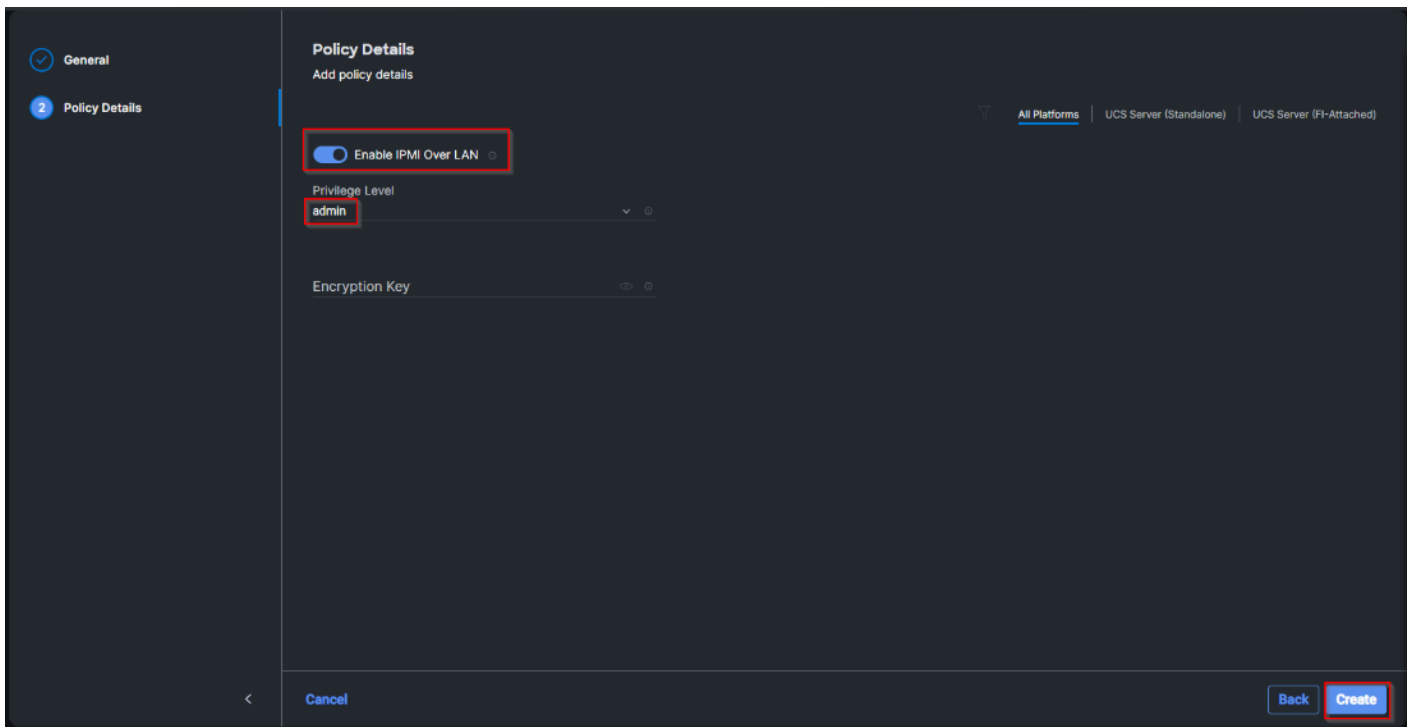 General
2 Policy Details
Policy Details
Add policy details
All Platforms UCS Server (Standalone) UCS Server (FI-Attached)
Enable IPMI Over LAN
Privilege Level
admin
Encryption Key
Cancel
Back Create